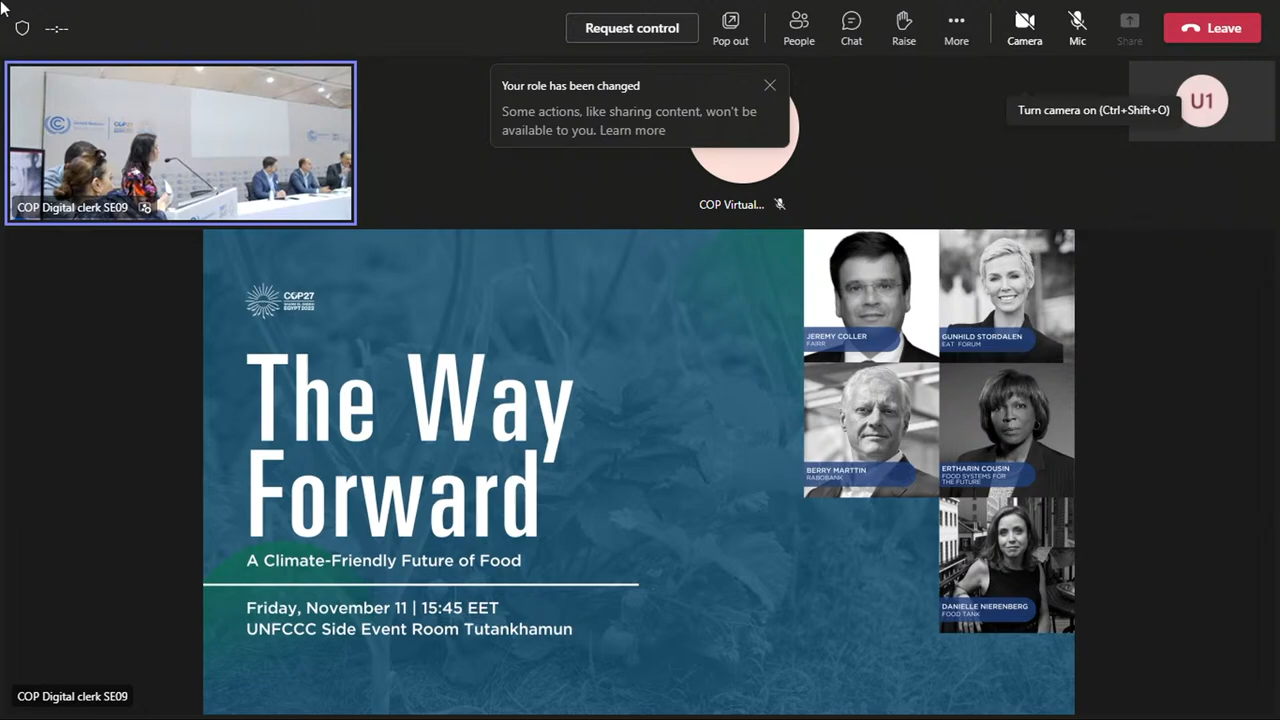 --:--
Request control
Pop out
People
Chat
Raise
More
Camera
Mic
Share
Leave
Your role has been changed
Some actions, like sharing content, won't be
available to you. Learn more
Turn camera on (Ctrl+Shift+O)
U1
COP27
COP Digital clerk SE09
COP Virtual...
COP27
The Way
Forward
A Climate-Friendly Future of Food
Friday, November 11 | 15:45 EET
UNFCCC Side Event Room Tutankhamun
JEREMY COLLER
FAIRR
GUNHILD STORDALEN
EAT FORUM
BERRY MARTTIN
RABOBANK
ERTHARIN COUSIN
FOOD SYSTEMS FOR
THE FUTURE
DANIELLE NIERENBERG
FOOD TANK
COP Digital clerk SE09